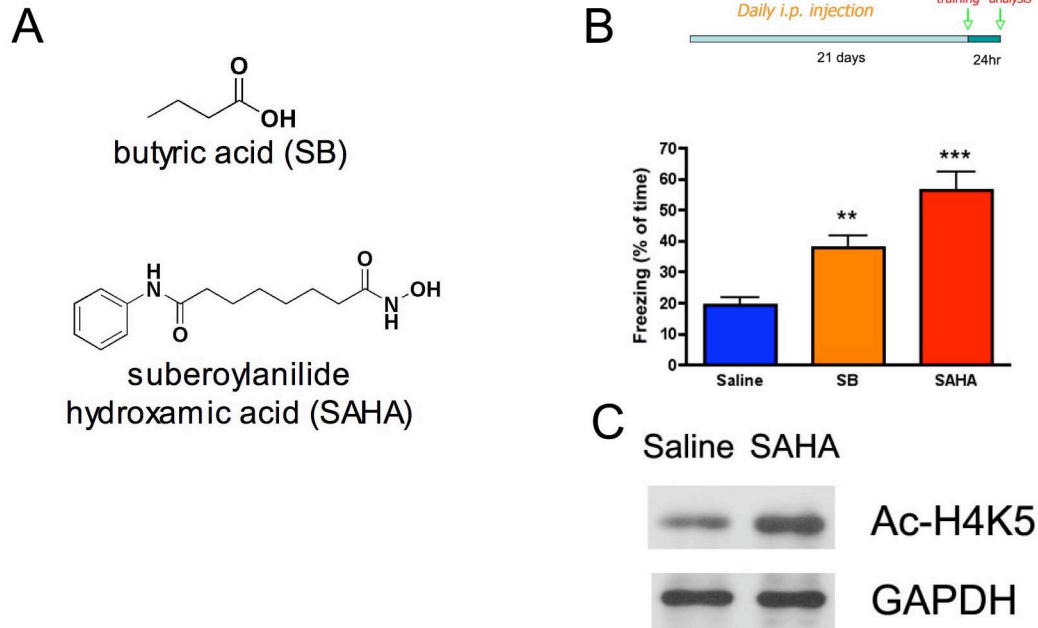 A
O
OH
butyric acid (SB)
H
N
O
O
N
H
OH
suberoylanilide
hydroxamic acid (SAHA)
B
training analysis
Daily i.p. injection
21 days
24hr
Freezing (% of time)
70
60
50
40
30
20
10
0
**
***
Saline SB SAHA
C
Saline SAHA
Ac-H4K5
GAPDH